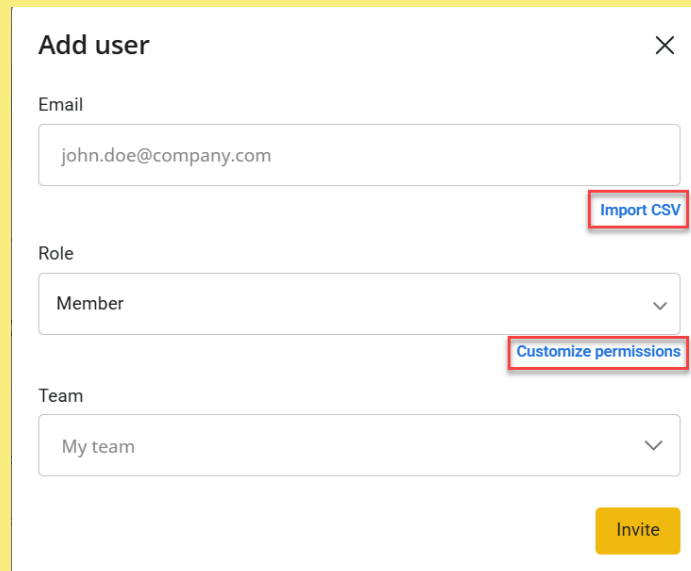 Add user
Email
john.doe@company.com
Import CSV
Role
Member
Customize permissions
Team
My team
Invite